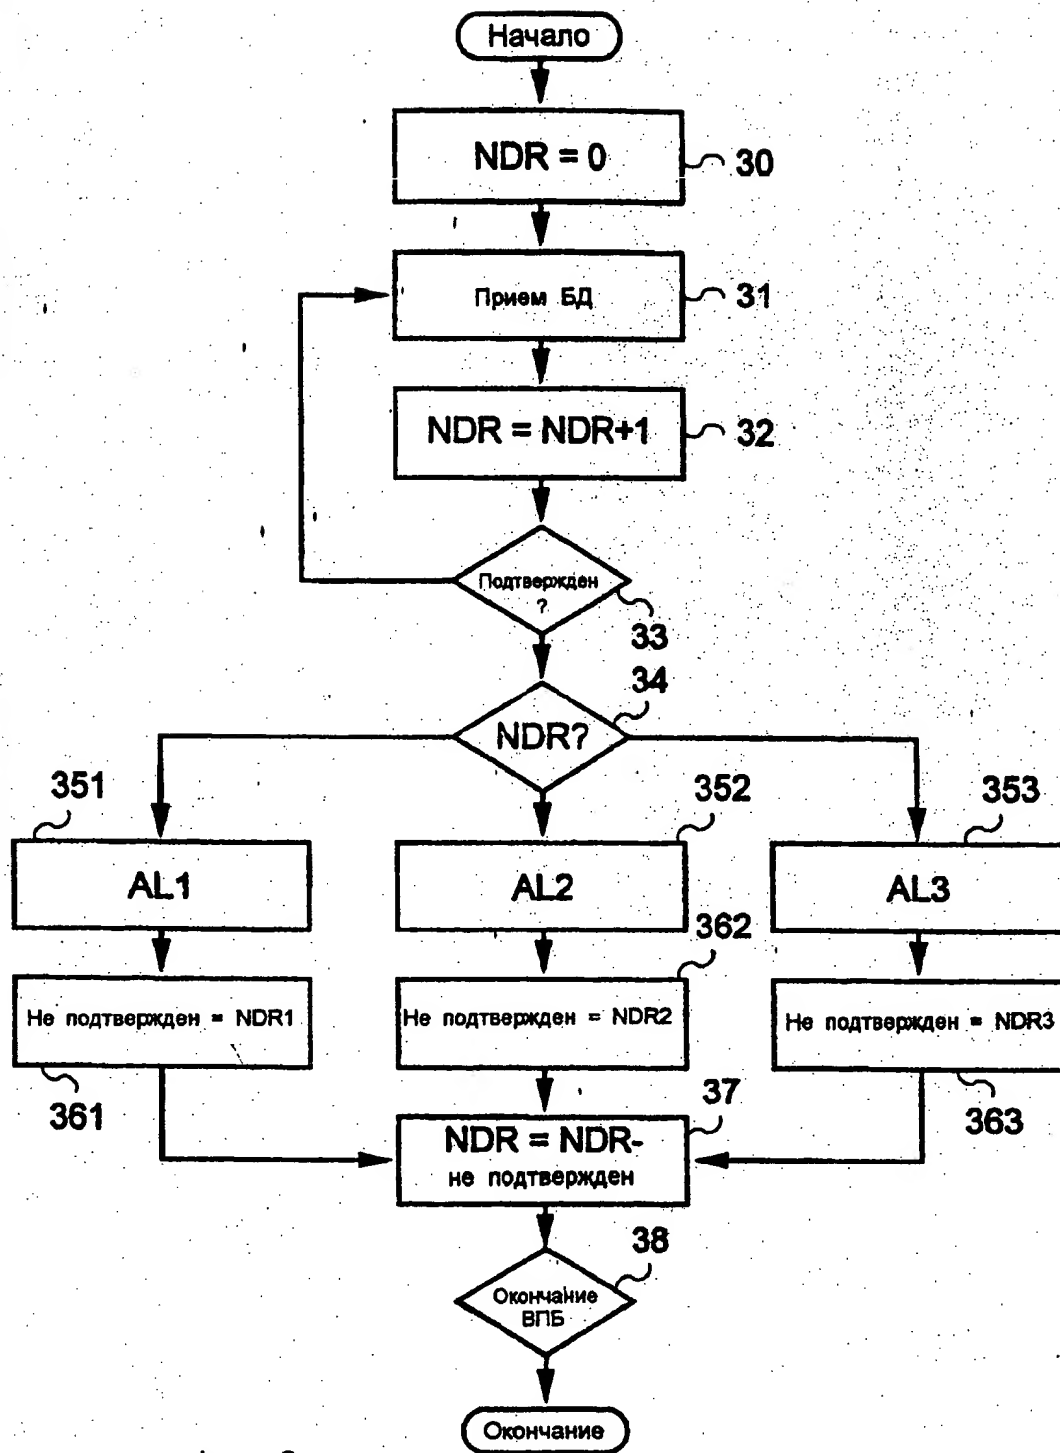 Начало
NDR = 0
30
Прием БД
31
NDR = NDR+1
32
Подтвержден
?
33
34
NDR?
351
352
353
AL1
AL2
AL3
362
Не подтвержден = NDR1
Не подтвержден = NDR2
Не подтвержден = NDR3
361
363
37
NDR = NDR-
не подтвержден
38
Окончание
ВПБ
Окончание